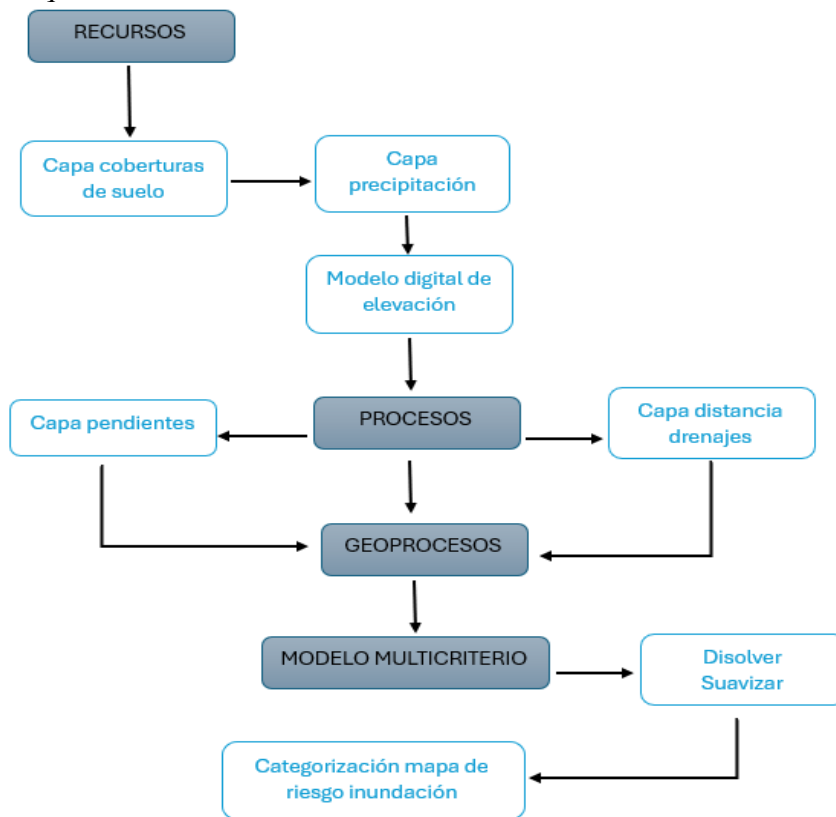 RECURSOS
Capa coberturas
de suelo
Capa
precipitación
Modelo digital de
elevación
Capa pendientes
PROCESOS
Capa distancia
drenajes
GEOPROCESOS
MODELO MULTICRITERIO
Disolver
Suavizar
Categorización mapa de
riesgo inundación